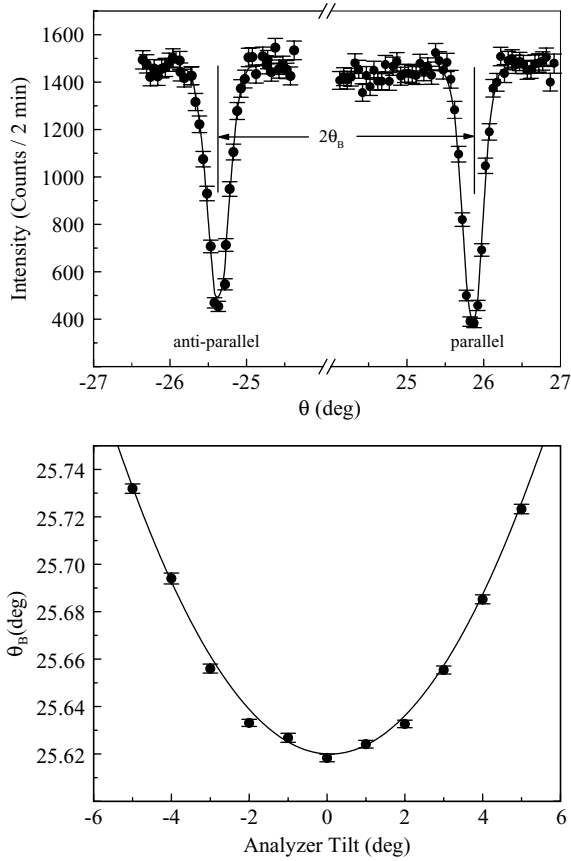 1600
1400
1200
1000
800
600
400
Intensity (Counts / 2 min)
2θB
anti-parallel
parallel
-27 -26 -25 25 26 27
θ (deg)
25.74
25.72
25.70
25.68
25.66
25.64
25.62
θB(deg)
-6 -4 -2 0 2 4 6
Analyzer Tilt (deg)